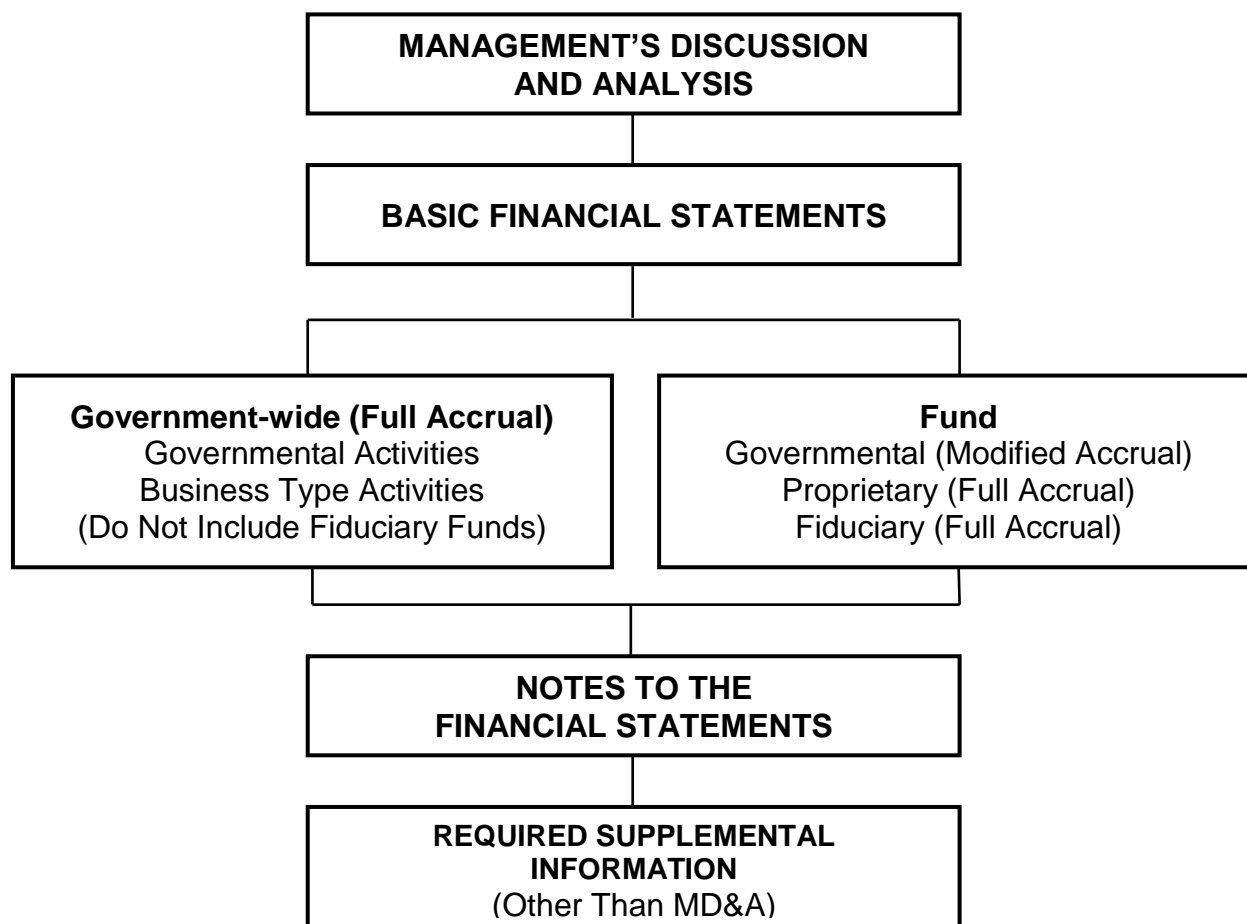 MANAGEMENT’S DISCUSSION
AND ANALYSIS
BASIC FINANCIAL STATEMENTS
Government-wide (Full Accrual)
Governmental Activities
Business Type Activities
(Do Not Include Fiduciary Funds)
Fund
Governmental (Modified Accrual)
Proprietary (Full Accrual)
Fiduciary (Full Accrual)
NOTES TO THE
FINANCIAL STATEMENTS
REQUIRED SUPPLEMENTAL
INFORMATION
(Other Than MD&A)